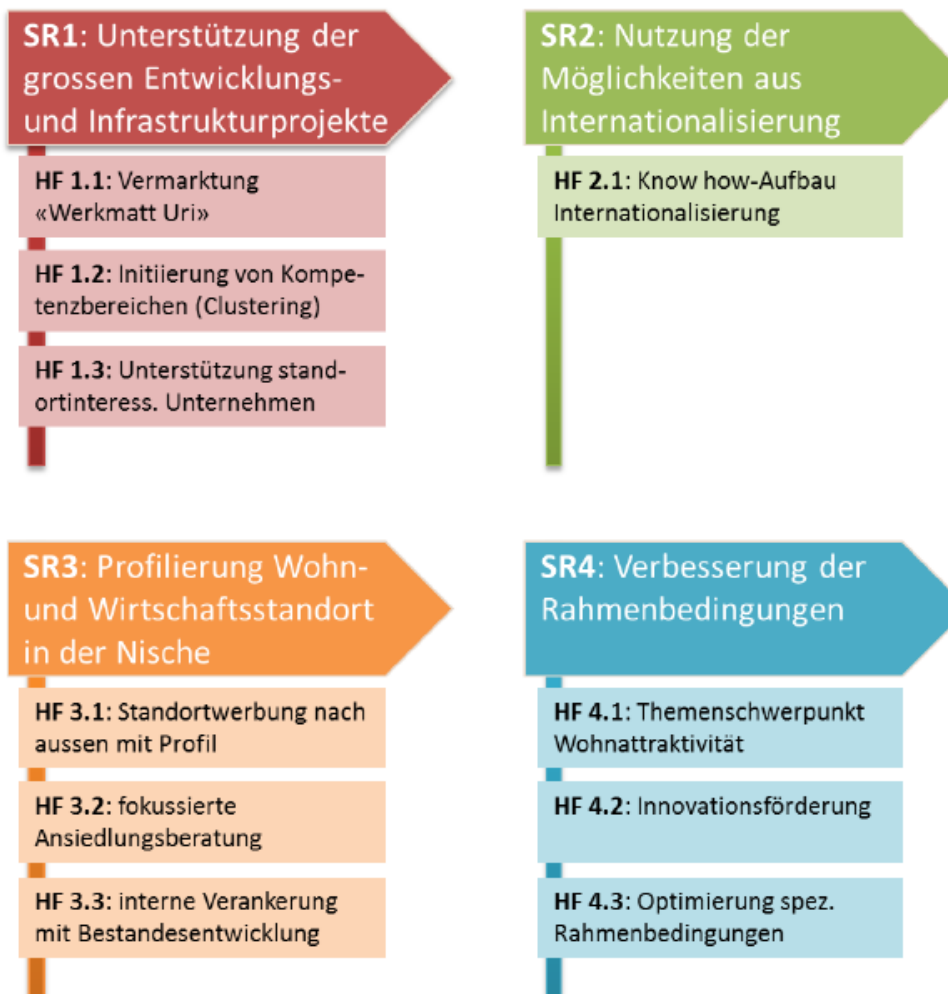 SR1: Unterstützung der
grossen Entwicklungs-
und Infrastrukturprojekte
HF 1.1: Vermarktung
«Werkmatt Uri»
HF 1.2: Initiierung von Kompe-
tenzbereichen (Clustering)
HF 1.3: Unterstützung stand-
ortinteress. Unternehmen
SR2: Nutzung der
Möglichkeiten aus
Internationalisierung
HF 2.1: Know how-Aufbau
Internationalisierung
SR3: Profilierung Wohn-
und Wirtschaftsstandort
in der Nische
HF 3.1: Standortwerbung nach
aussen mit Profil
HF 3.2: fokussierte
Ansiedlungsberatung
HF 3.3: interne Verankerung
mit Bestandesentwicklung
SR4: Verbesserung der
Rahmenbedingungen
HF 4.1: Themenschwerpunkt
Wohnattraktivität
HF 4.2: Innovationsförderung
HF 4.3: Optimierung spez.
Rahmenbedingungen